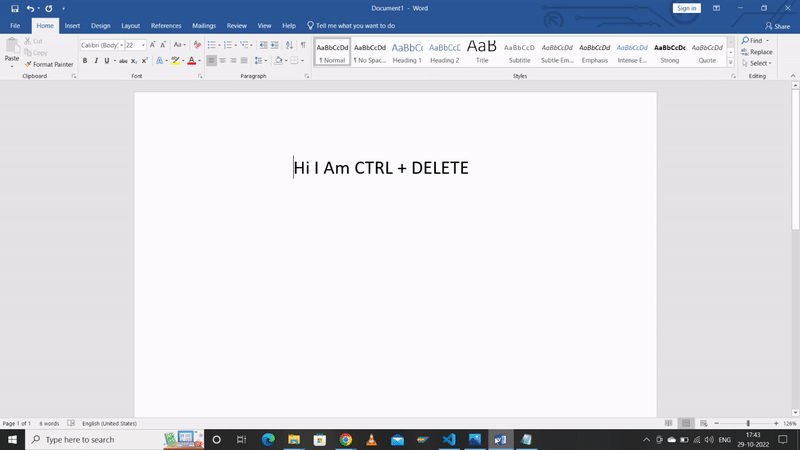 Document1 - Word
Sign in
File Home Insert Design Layout References Mailings Review View Help Tell me what you want to do
Share
Paste
Cut
Copy
Format Painter
Clipboard
Calibri (Body) 22
Font
Paragraph
AaBbCcDd AaBbCcDd AaBbCc AaBbCcC AaB AaBbCcD AaBbCcDd AaBbCcDd AaBbCcDd AaBbCcDc AaBbCcDd
¶ Normal ¶ No Spac... Heading 1 Heading 2 Title Subtitle Subtle Em... Emphasis Intense E... Strong Quote
Styles
Find
Replace
Select
Editing
Hi I Am CTRL + DELETE
Page 1 of 1 6 words English (United States)
126%
Type here to search
ENG
17:43
29-10-2022